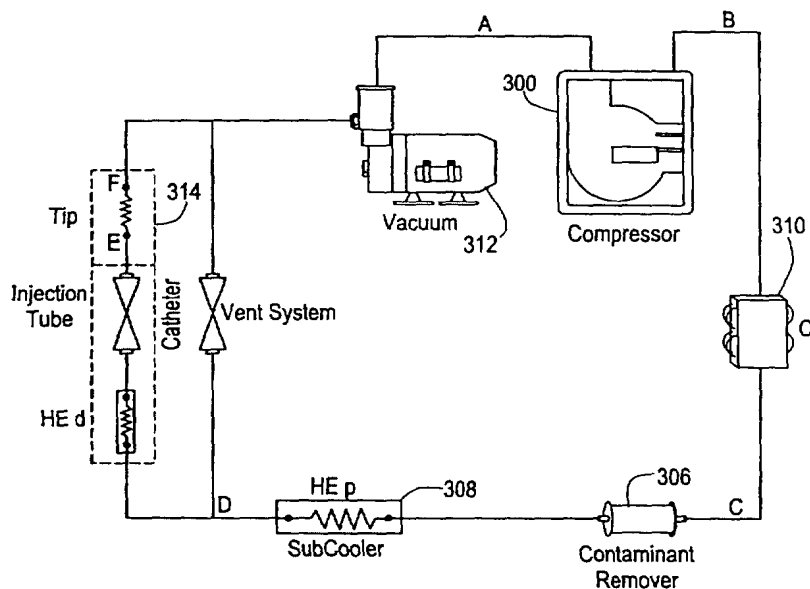 A
B
300
F
314
Tip
E
Vacuum
312
Compressor
310
Injection
Tube
Catheter
Vent System
C
HE d
306
HE p
308
D
C
SubCooler
Contaminant
Remover